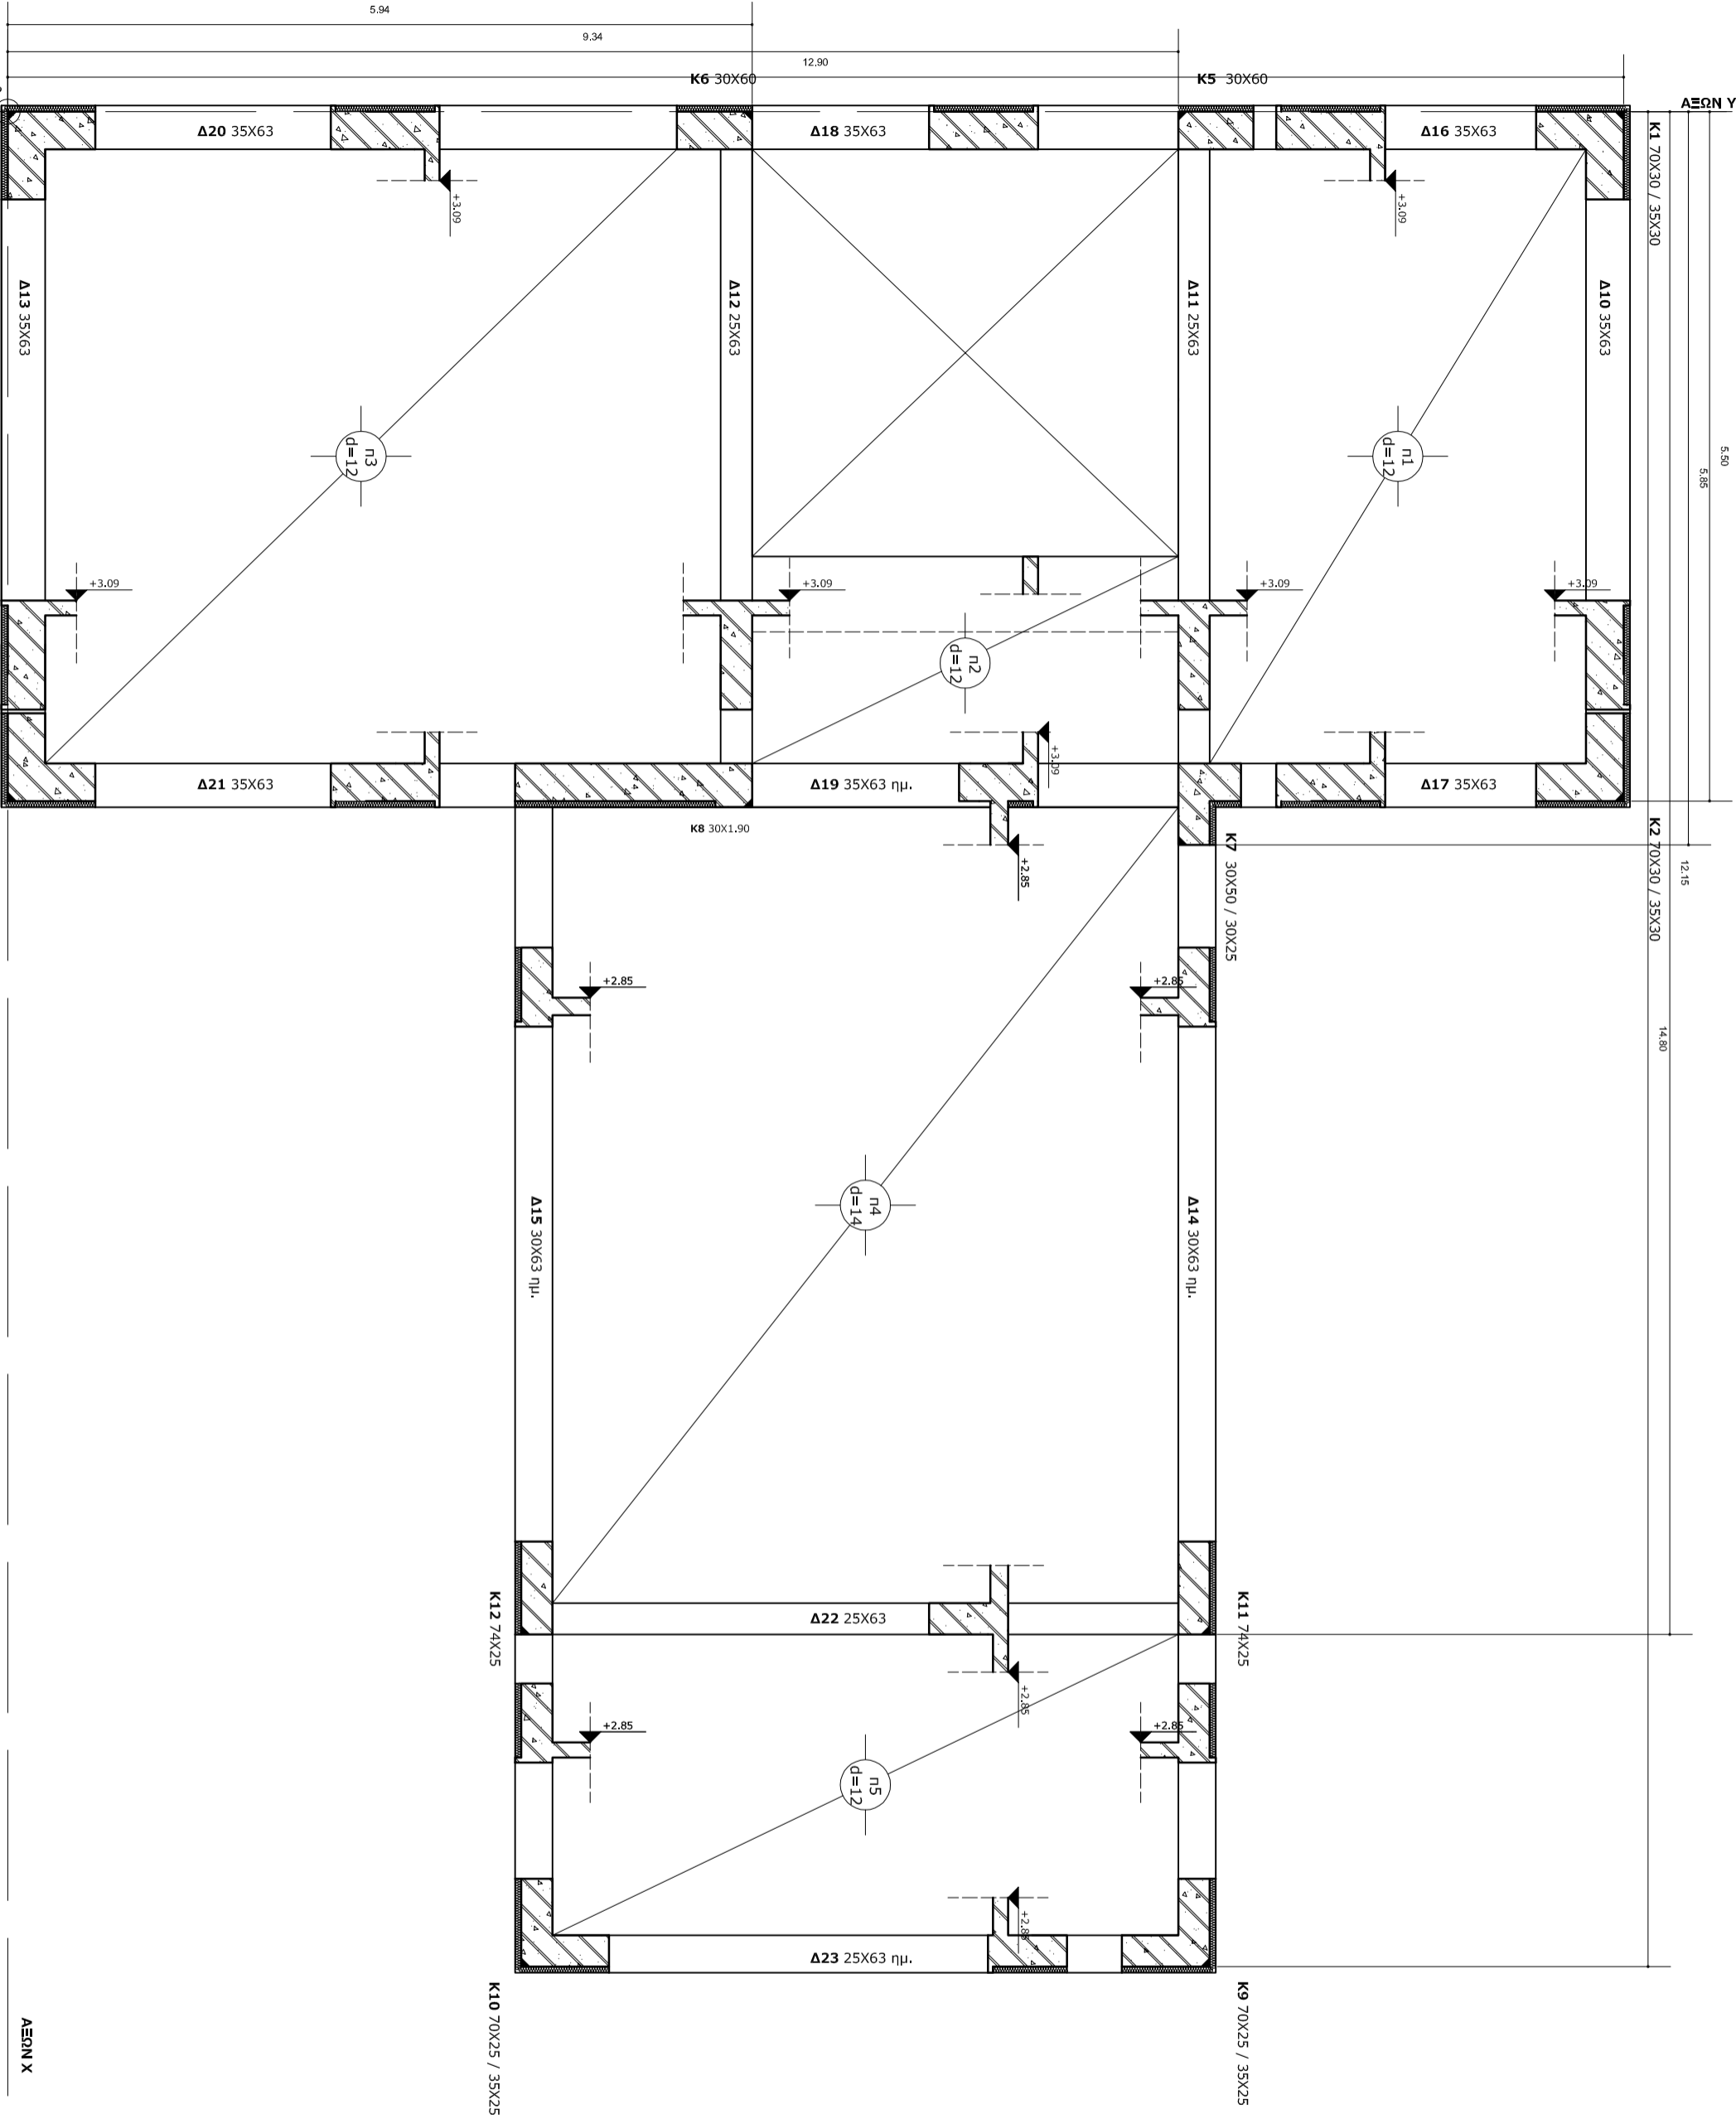 5.94
9.34
12.90
K6 30X60
K5 30X60
ΑΞΩΝ Υ
Δ20 35X63
Δ18 35X63
Δ16 35X63
K1 70X30 / 35X30
+3.09
+3.09
Δ13 35X63
Δ12 25X63
Δ11 25X63
Δ10 35X63
5.50
5.85
π3
d=12
π1
d=12
+3.09
+3.09
+3.09
+3.09
π2
d=12
+3.09
Δ21 35X63
Δ19 35X63 ημ.
Δ17 35X63
K8 30X1.90
K7 30X50 / 30X25
K2 70X30 / 35X30
12.15
+2.85
+2.85
+2.85
14.80
π4
d=14
Δ15 30X63 ημ.
Δ14 30X63 ημ.
K12 74X25
Δ22 25X63
K11 74X25
+2.85
+2.85
+2.85
π5
d=12
+2.85
Δ23 25X63 ημ.
K10 70X25 / 35X25
K9 70X25 / 35X25
ΑΞΩΝ Χ